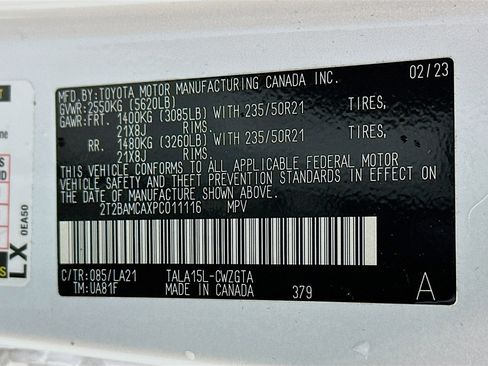 MFD.BY:TOYOTA MOTOR MANUFACTURING CANADA INC. 02/23
GVWR:2550KG (5620LB)
GAWR:FRT. 1400KG (3085LB) WITH 235/50R21 TIRES,
21X8J RIMS.
RR. 1480KG (3260LB) WITH 235/50R21 TIRES,
21X8J RIMS.
THIS VEHICLE CONFORMS TO ALL APPLICABLE FEDERAL MOTOR
VEHICLE SAFETY AND THEFT PREVENTION STANDARDS IN EFFECT ON
THE DATE OF MANUFACTURE SHOWN ABOVE.
2T2BAMCAXPC011116 MPV
C/TR:085/LA21 TALA15L-CWZGTA A
TM:UA81F MADE IN CANADA 379
LX
0EA50